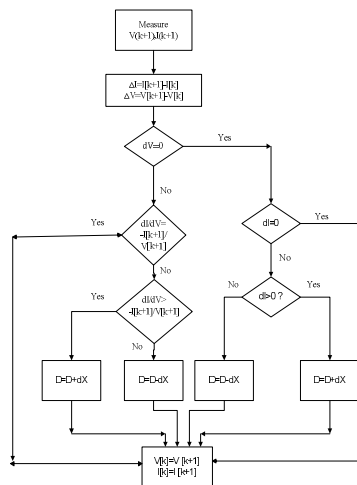 Measure
V(k+1),I(k+1)
ΔI=I[k+1]-I[k]
ΔV=V[k+1]-V[k]
dV=0
Yes
No
dI=0
Yes
dI/dV=
-I[k+1]/
V[k+1]
Yes
No
No
dI/dV>
-I[k+1]/V[k+1]
Yes
No
dI>0 ?
No
Yes
D=D+dX
D=D-dX
D=D-dX
D=D+dX
V[k]=V [k+1]
I[k]=I [k+1]